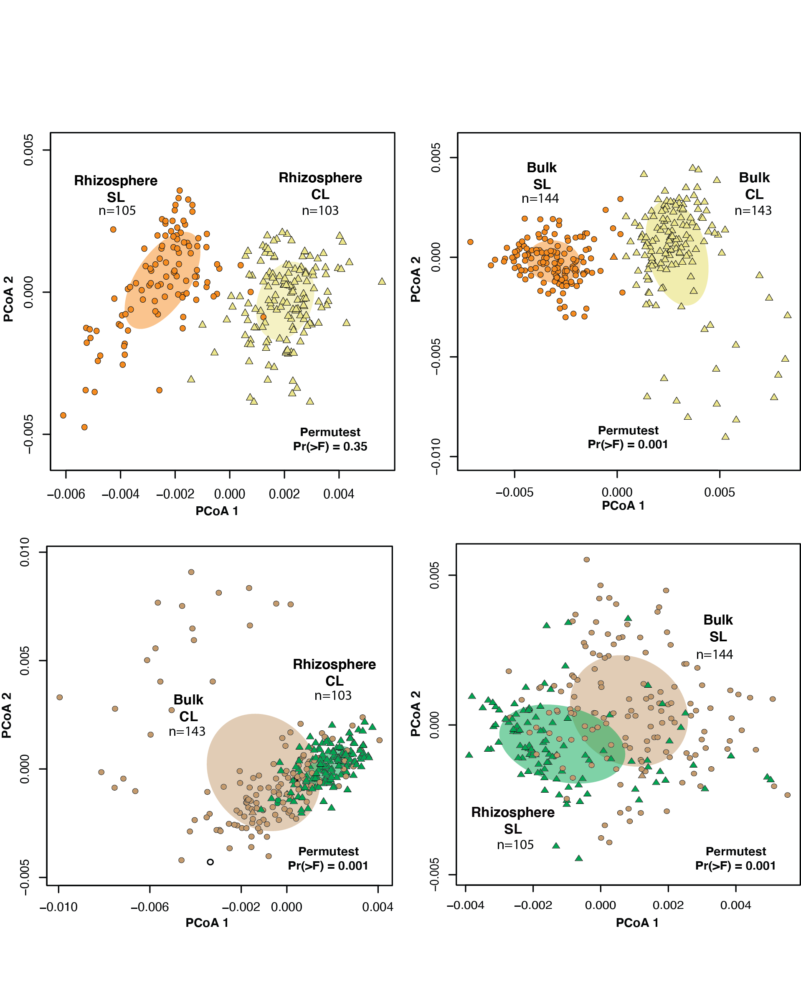 0.005
0.000
−0.005
PCoA 2
Rhizosphere
SL
n=105
Rhizosphere
CL
n=103
Permutest
Pr(>F) = 0.35
−0.006
−0.004
−0.002
0.000
0.002
0.004
PCoA 1
0.005
0.000
−0.005
−0.010
PCoA 2
Bulk
SL
n=144
Bulk
CL
n=143
Permutest
Pr(>F) = 0.001
−0.005
0.000
0.005
PCoA 1
0.010
0.005
0.000
−0.005
PCoA 2
Rhizosphere
CL
n=103
Bulk
CL
n=143
Permutest
Pr(>F) = 0.001
−0.010
−0.006
−0.002
0.000
0.004
PCoA 1
0.005
0.000
−0.005
PCoA 2
Bulk
SL
n=144
Rhizosphere
SL
n=105
Permutest
Pr(>F) = 0.001
−0.004
−0.002
0.000
0.002
0.004
PCoA 1